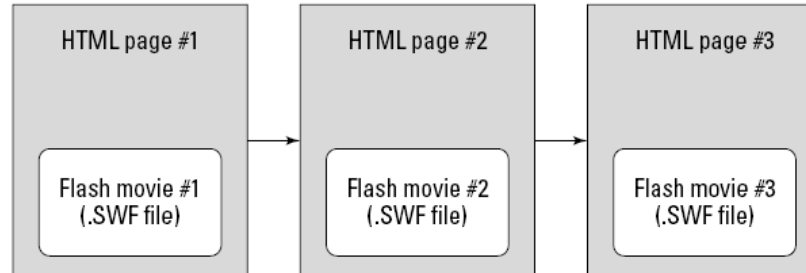 HTML page #1
HTML page #2
HTML page #3
Flash movie #1
(.SWF file)
Flash movie #2
(.SWF file)
Flash movie #3
(.SWF file)